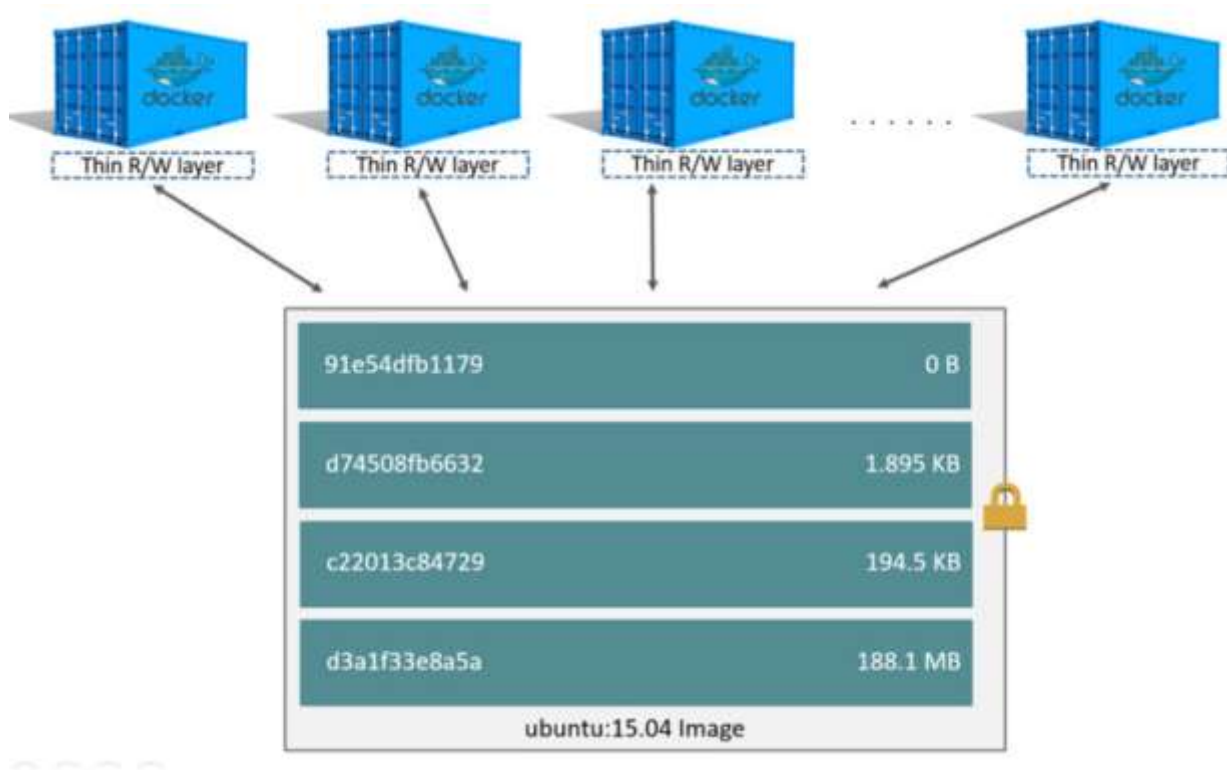 docker docker docker docker
Thin R/W layer Thin R/W layer Thin R/W layer . . . . . . Thin R/W layer
91e54dfb1179 0 B
d74508fb6632 1.895 KB
c22013c84729 194.5 KB
d3a1f33e8a5a 188.1 MB
ubuntu:15.04 Image